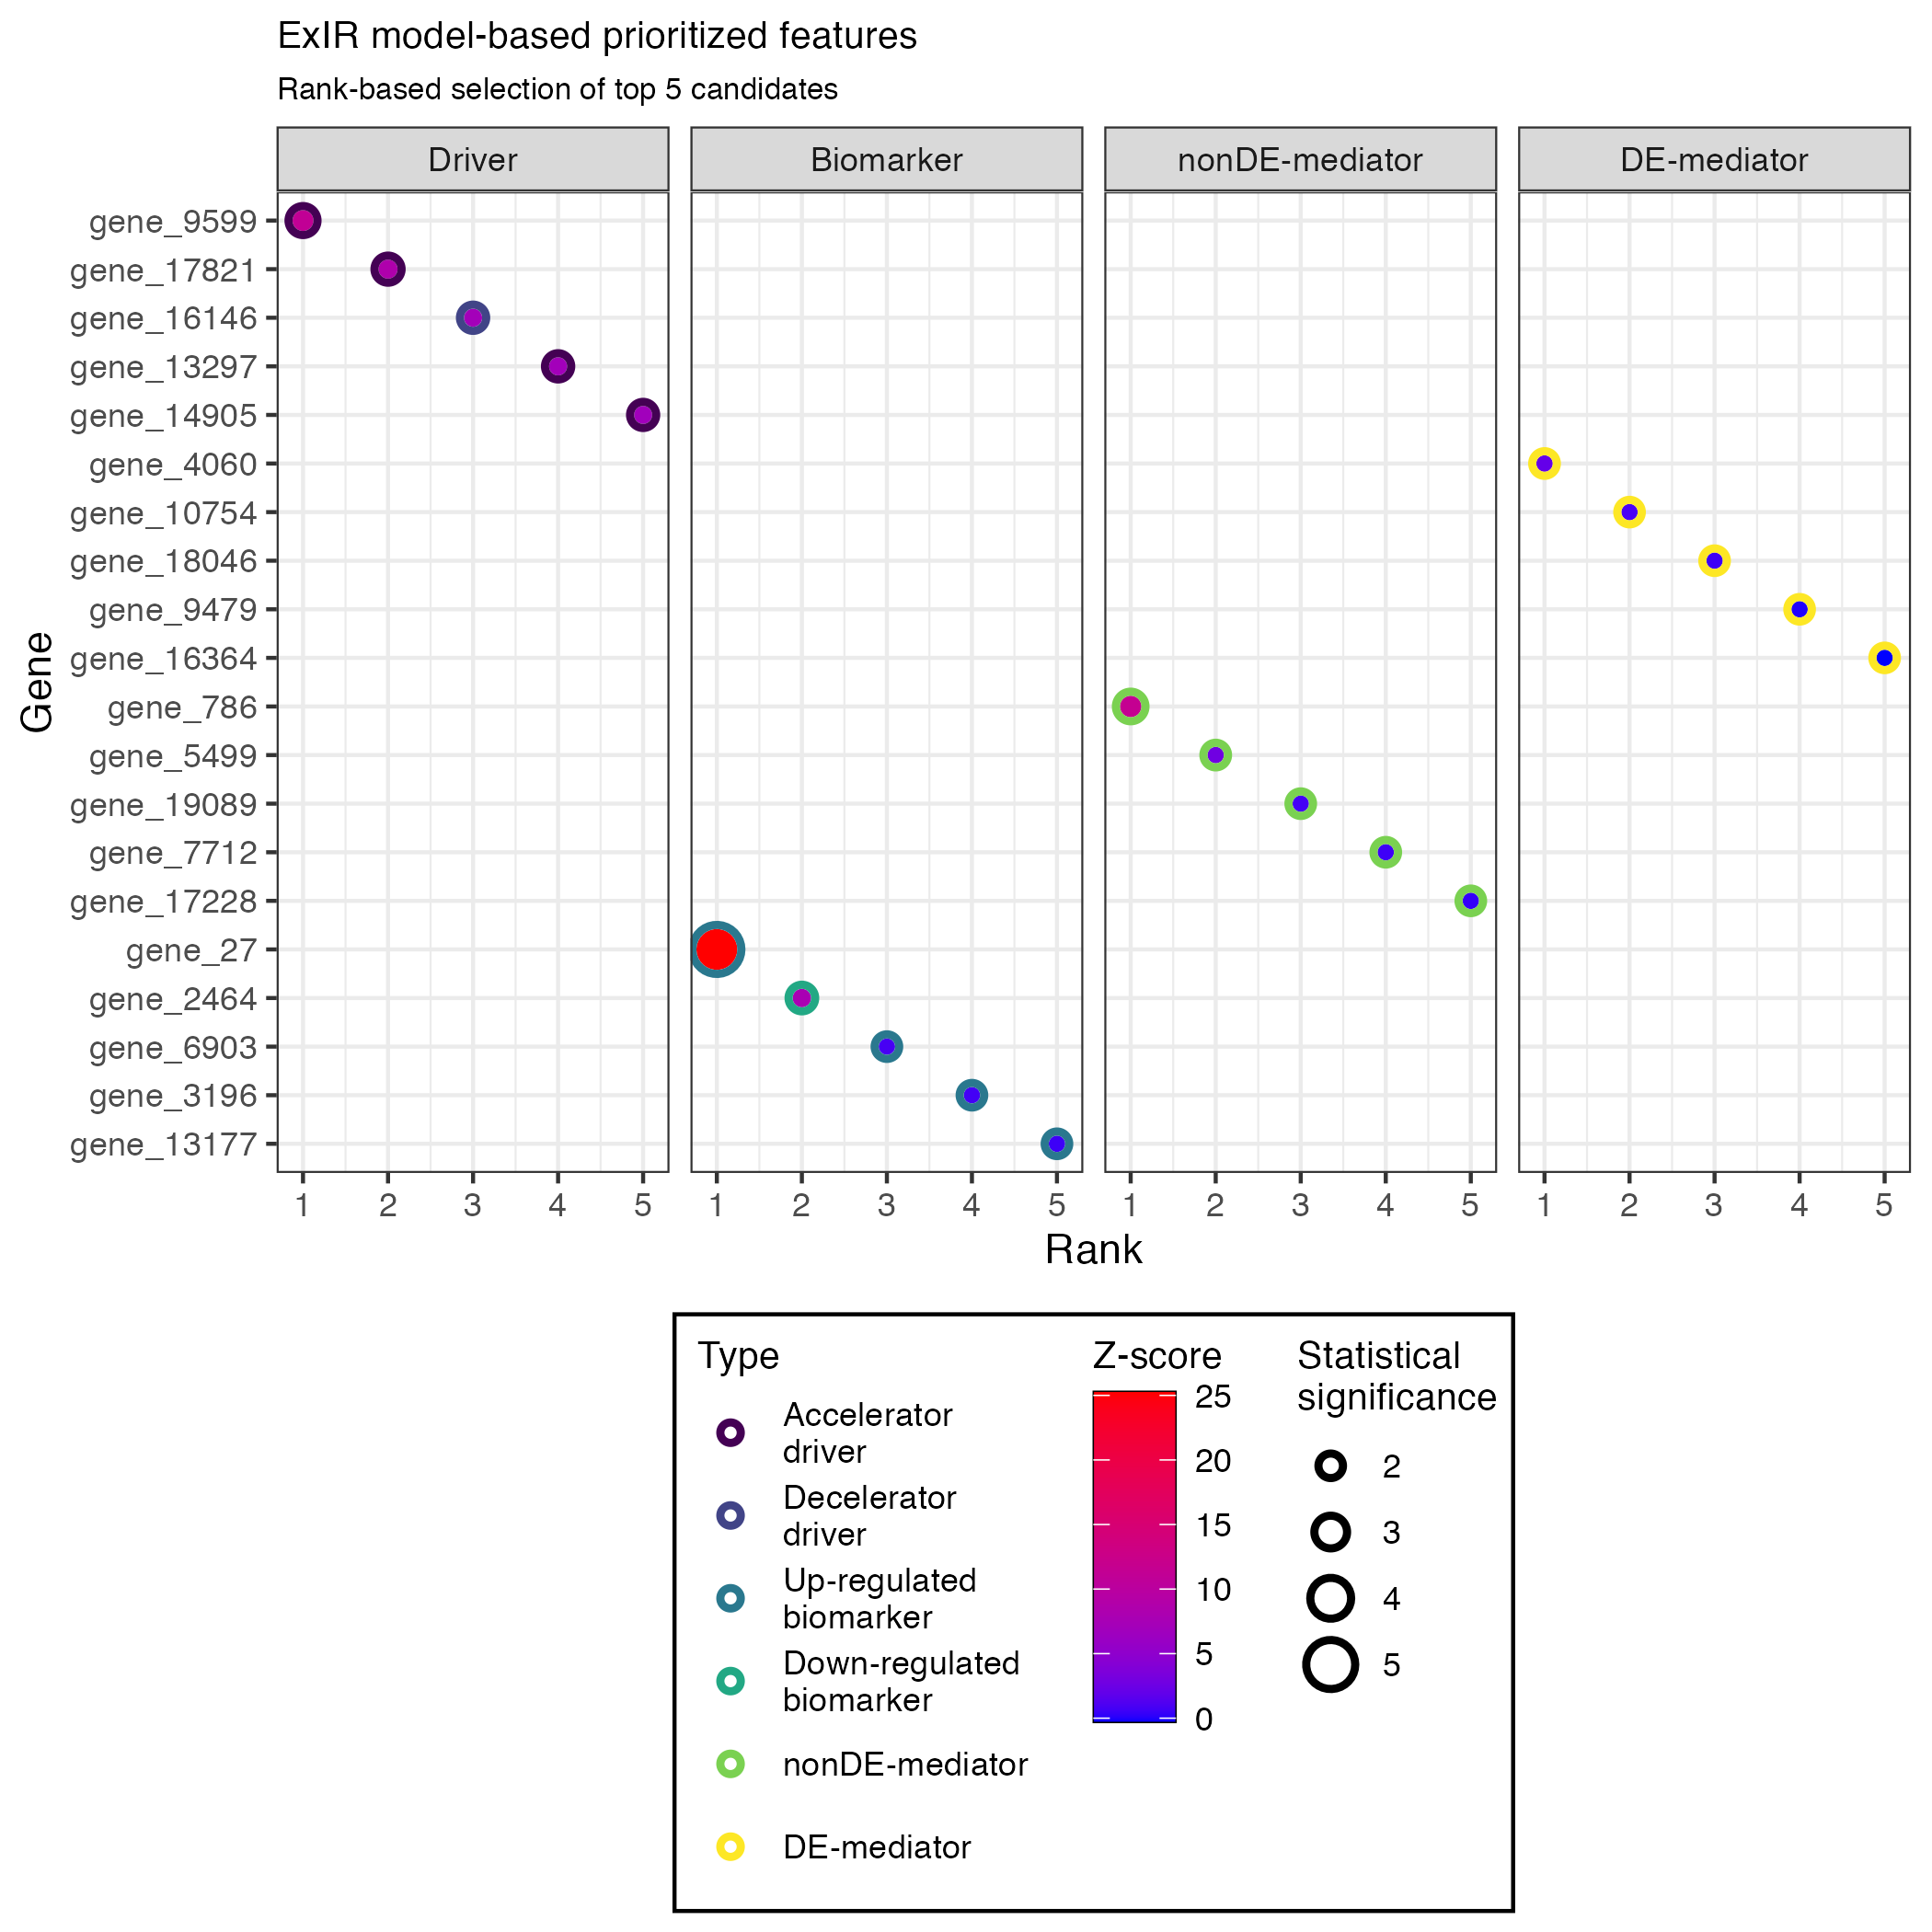 ExIR model-based prioritized features
Rank-based selection of top 5 candidates
Driver
Biomarker
nonDE-mediator
DE-mediator
Gene
gene_9599
gene_17821
gene_16146
gene_13297
gene_14905
gene_4060
gene_10754
gene_18046
gene_9479
gene_16364
gene_786
gene_5499
gene_19089
gene_7712
gene_17228
gene_27
gene_2464
gene_6903
gene_3196
gene_13177
1 2 3 4 5
1 2 3 4 5
1 2 3 4 5
1 2 3 4 5
Rank
Type
Accelerator
driver
Decelerator
driver
Up-regulated
biomarker
Down-regulated
biomarker
nonDE-mediator
DE-mediator
Z-score
25
20
15
10
5
0
Statistical
significance
2
3
4
5